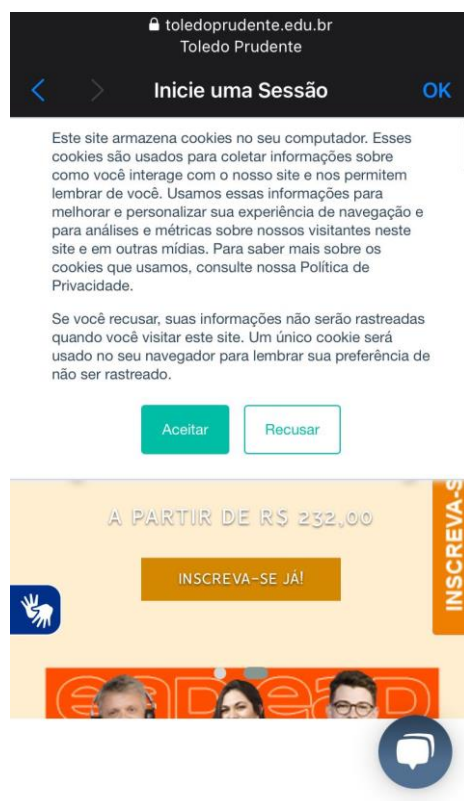 toledoprudente.edu.br
Toledo Prudente
Inicie uma Sessão
OK
Este site armazena cookies no seu computador. Esses
cookies são usados para coletar informações sobre
como você interage com o nosso site e nos permitem
lembrar de você. Usamos essas informações para
melhorar e personalizar sua experiência de navegação e
para análises e métricas sobre nossos visitantes neste
site e em outras mídias. Para saber mais sobre os
cookies que usamos, consulte nossa Política de
Privacidade.
Se você recusar, suas informações não serão rastreadas
quando você visitar este site. Um único cookie será
usado no seu navegador para lembrar sua preferência de
não ser rastreado.
Aceitar
Recusar
A PARTIR DE R$ 232,00
INSCREVA-SE JÁ!
INSCREVA-S